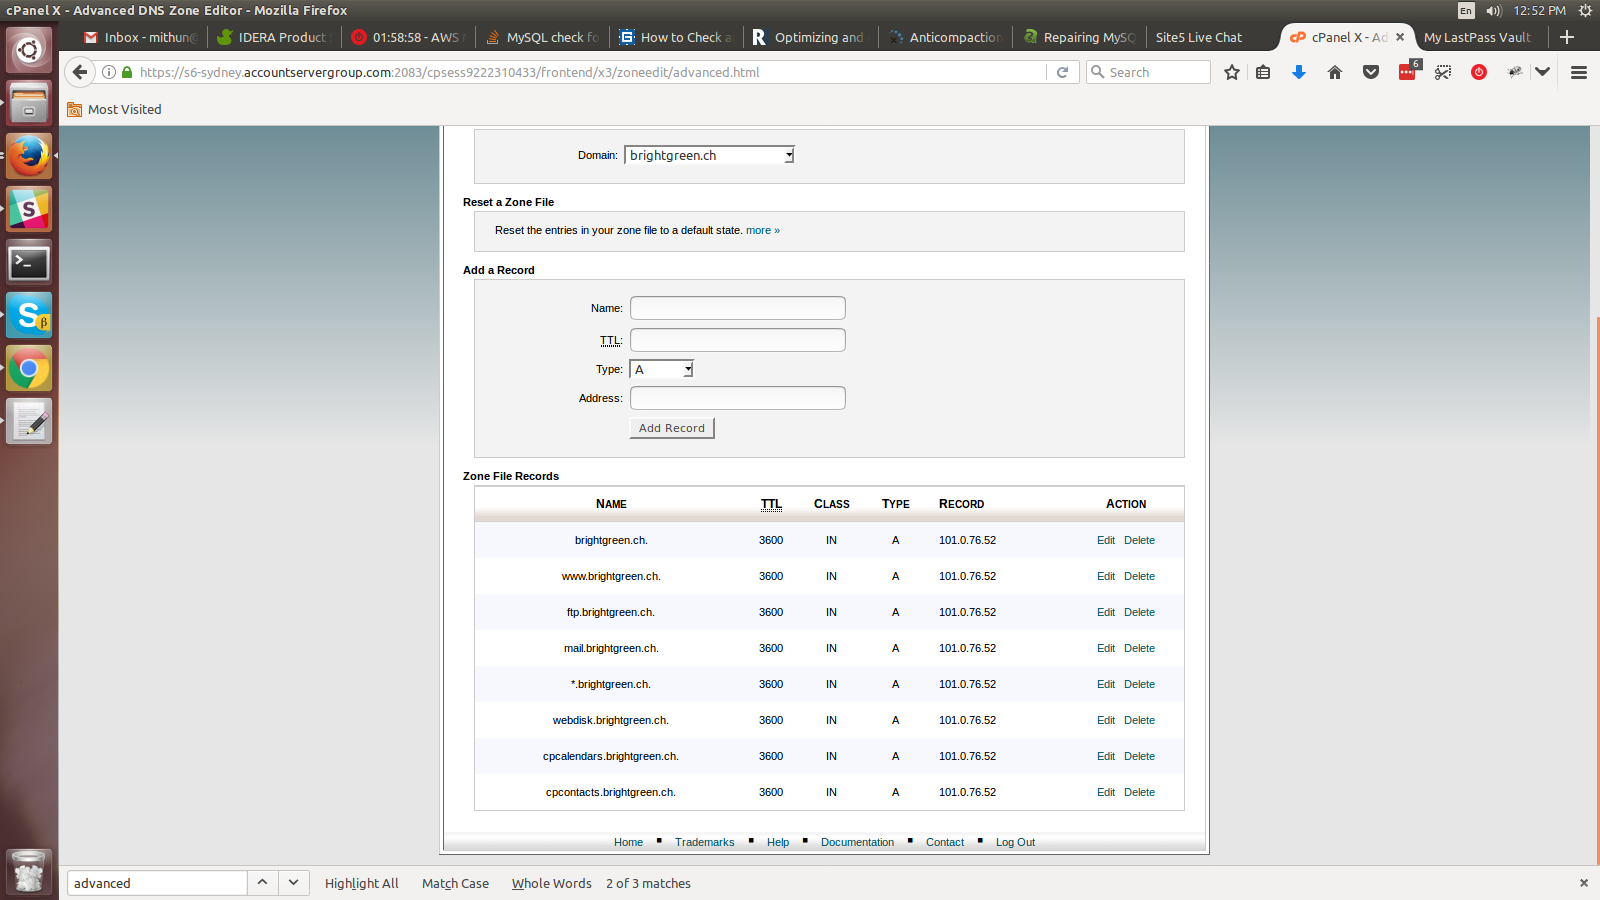 cPanel X - Advanced DNS Zone Editor - Mozilla Firefox
En
12:52 PM
Inbox - mithun@
IDERA Product
01:58:58 - AWS
MySQL check fo
How to Check a
Optimizing and
Anticompaction
Repairing MySQ
Site5 Live Chat
cPanel X - Ad
My LastPass Vault
https://s6-sydney.accountservergroup.com:2083/cpsess9222310433/frontend/x3/zoneedit/advanced.html
Search
6
Most Visited
Domain: brightgreen.ch
Reset a Zone File
Reset the entries in your zone file to a default state. more »
Add a Record
Name:
TTL:
Type: A
Address:
Add Record
Zone File Records
NAME TTL CLASS TYPE RECORD ACTION
brightgreen.ch. 3600 IN A 101.0.76.52 Edit Delete
www.brightgreen.ch. 3600 IN A 101.0.76.52 Edit Delete
ftp.brightgreen.ch. 3600 IN A 101.0.76.52 Edit Delete
mail.brightgreen.ch. 3600 IN A 101.0.76.52 Edit Delete
*.brightgreen.ch. 3600 IN A 101.0.76.52 Edit Delete
webdisk.brightgreen.ch. 3600 IN A 101.0.76.52 Edit Delete
cpcalendars.brightgreen.ch. 3600 IN A 101.0.76.52 Edit Delete
cpcontacts.brightgreen.ch. 3600 IN A 101.0.76.52 Edit Delete
Home ▪ Trademarks ▪ Help ▪ Documentation ▪ Contact ▪ Log Out
advanced
Highlight All
Match Case
Whole Words
2 of 3 matches